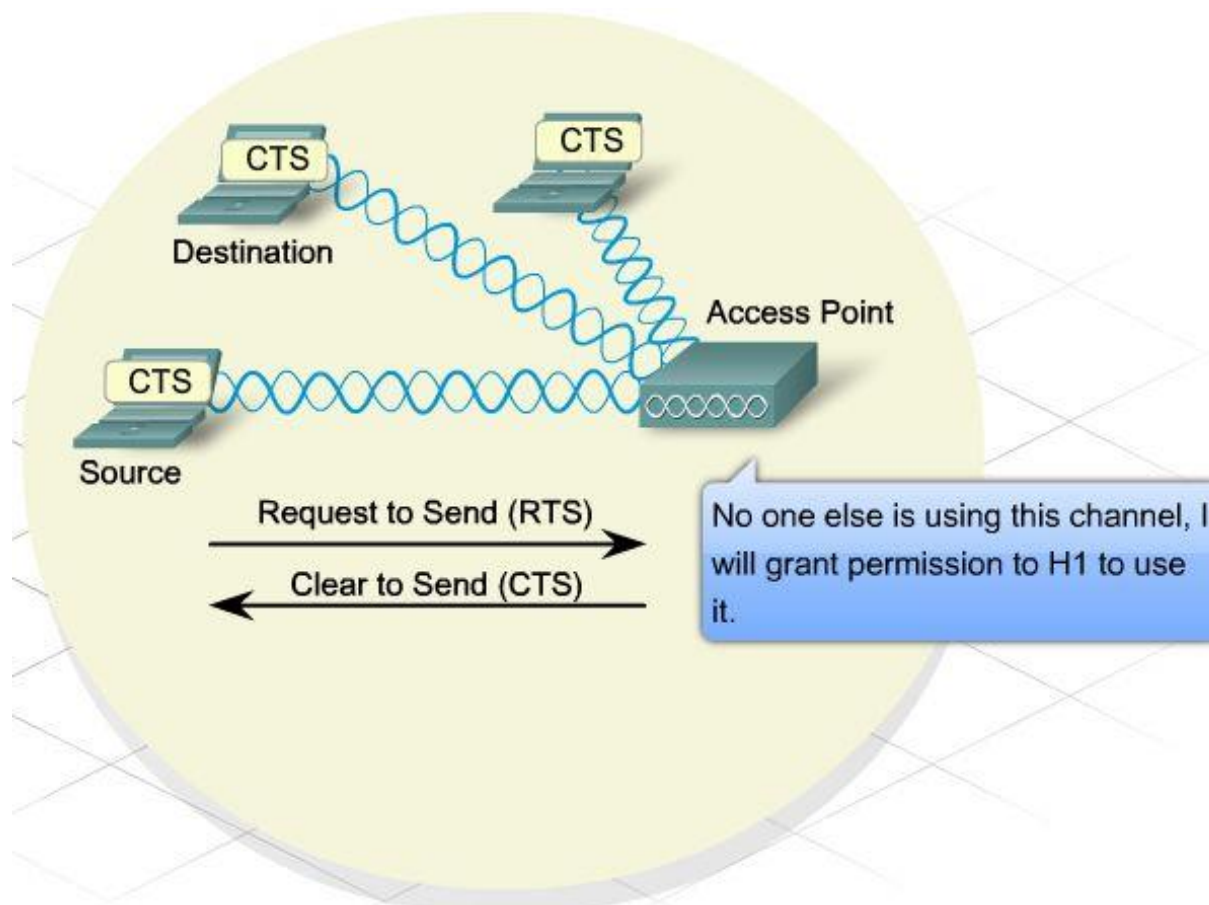 CTS
CTS
Destination
Access Point
CTS
Source
Request to Send (RTS)
Clear to Send (CTS)
No one else is using this channel, I
will grant permission to H1 to use
it.